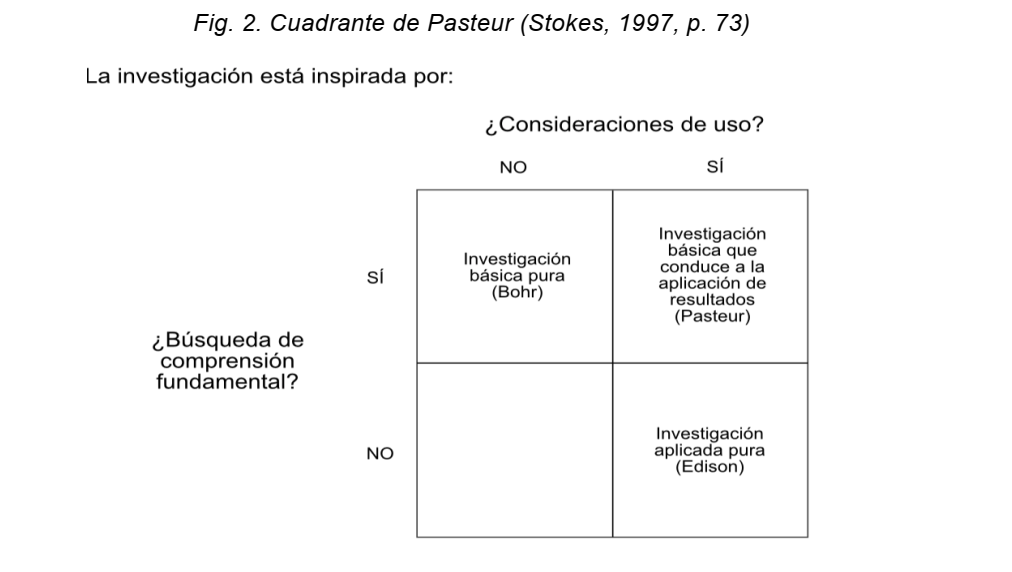 Fig. 2. Cuadrante de Pasteur (Stokes, 1997, p. 73)
La investigación está inspirada por:
¿Consideraciones de uso?
NO
SÍ
SÍ
Investigación
básica pura
(Bohr)
Investigación
básica que
conduce a la
aplicación de
resultados
(Pasteur)
¿Búsqueda de
comprensión
fundamental?
NO
Investigación
aplicada pura
(Edison)